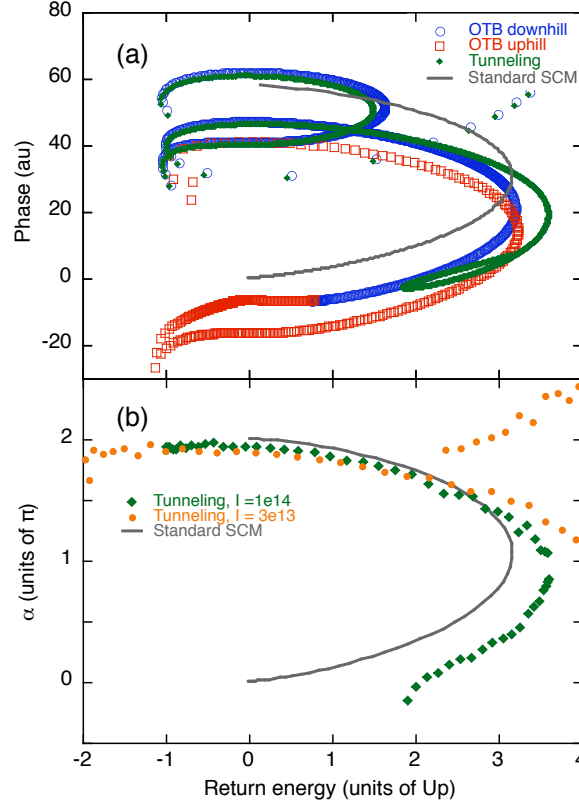 80
(a)
OTB downhill
OTB uphill
Tunneling
Standard SCM
60
40
20
0
-20
Phase (au)
(b)
2
Tunneling, I =1e14
Tunneling, I = 3e13
Standard SCM
1
0
α (units of π)
-2 -1 0 1 2 3 4
Return energy (units of Up)